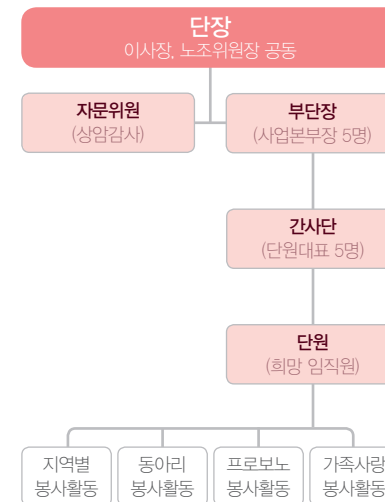 단장
이사장, 노조위원장 공동
자문위원
(상암감사)
부단장
(사업본부장 5명)
간사단
(단원대표 5명)
단원
(희망 임직원)
지역별
봉사활동
동아리
봉사활동
프로보노
봉사활동
가족사랑
봉사활동